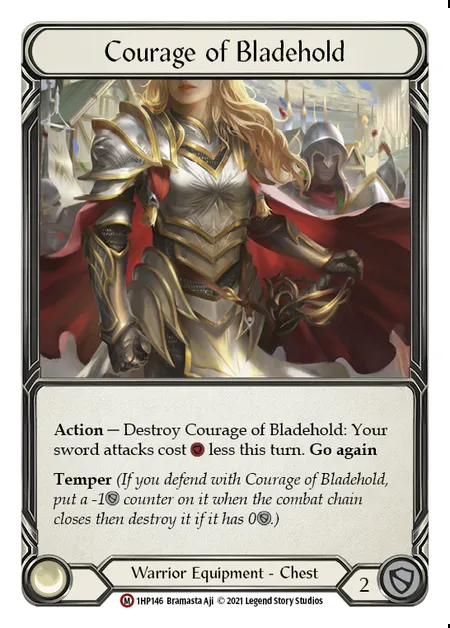 Courage of Bladehold
Action — Destroy Courage of Bladehold: Your
sword attacks cost less this turn. Go again
Temper (If you defend with Courage of Bladehold,
put a -1 counter on it when the combat chain
closes then destroy it if it has 0.)
Warrior Equipment - Chest
2
M 1HP146 Bramasta Aji © 2021 Legend Story Studios